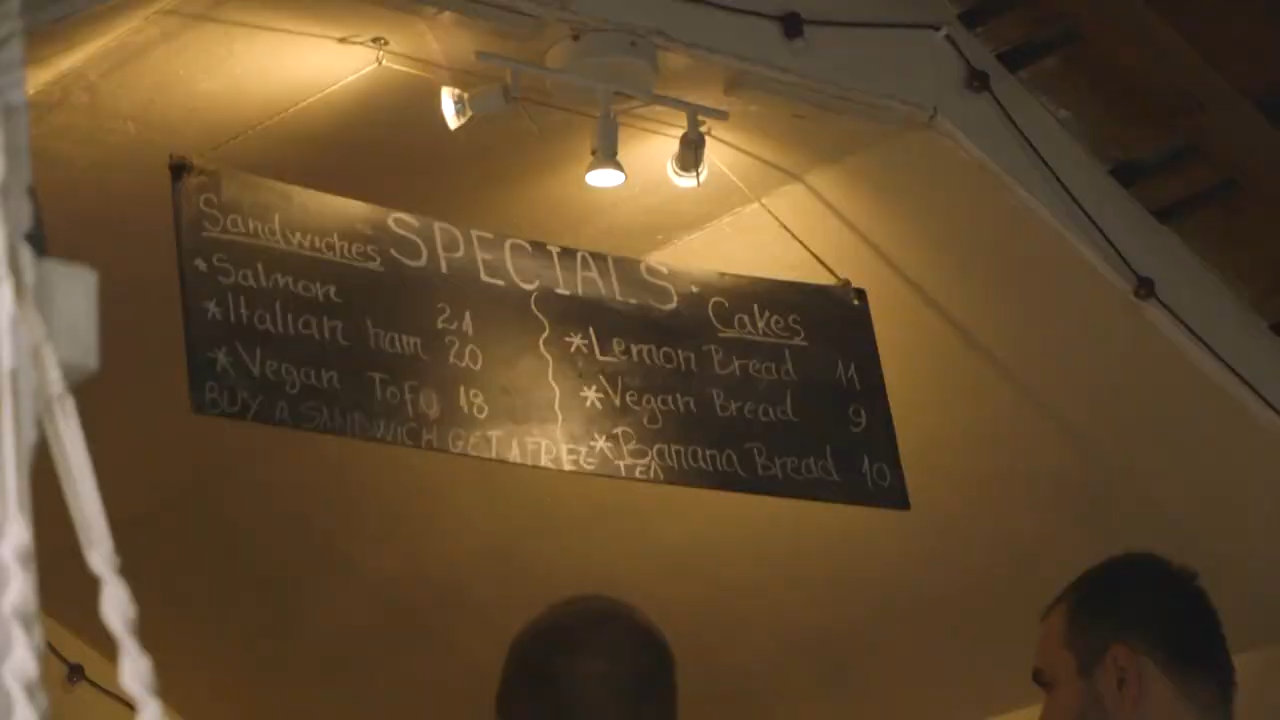 SPECIALS
Sandwiches
*Salmon 21
*Italian ham 20
*Vegan Tofu 18
BUY A SANDWICH GET A FREE
TEA
Cakes
*Lemon Bread 11
*Vegan Bread 9
*Banana Bread 10